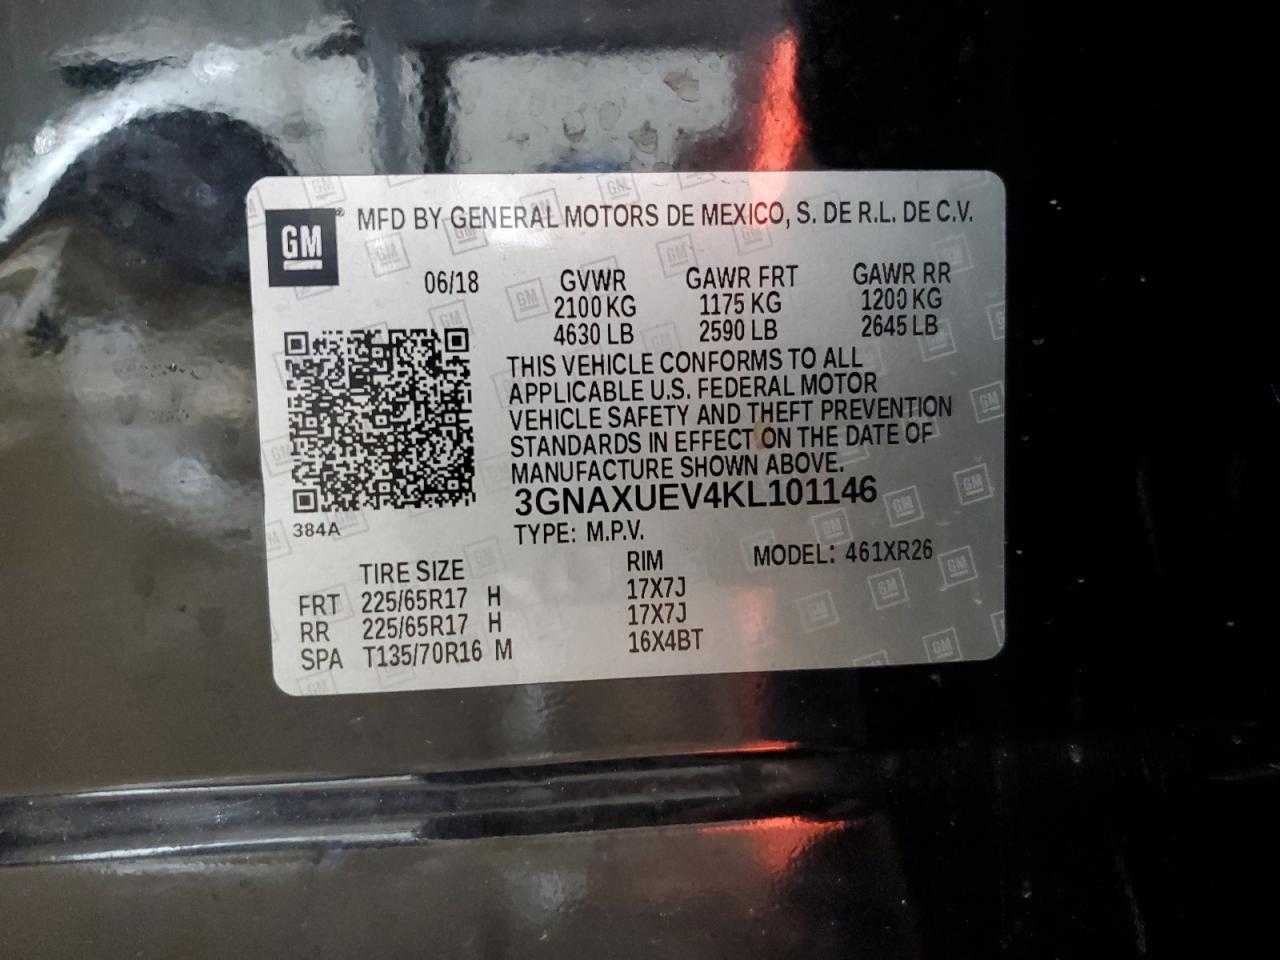 GM® MFD BY GENERAL MOTORS DE MEXICO, S. DE R.L. DE C.V.
06/18 GVWR GAWR FRT GAWR RR
2100 KG 1175 KG 1200 KG
4630 LB 2590 LB 2645 LB
THIS VEHICLE CONFORMS TO ALL
APPLICABLE U.S. FEDERAL MOTOR
VEHICLE SAFETY AND THEFT PREVENTION
STANDARDS IN EFFECT ON THE DATE OF
MANUFACTURE SHOWN ABOVE.
3GNAXUEV4KL101146
384A TYPE: M.P.V.
TIRE SIZE RIM MODEL: 461XR26
FRT 225/65R17 H 17X7J
RR 225/65R17 H 17X7J
SPA T135/70R16 M 16X4BT